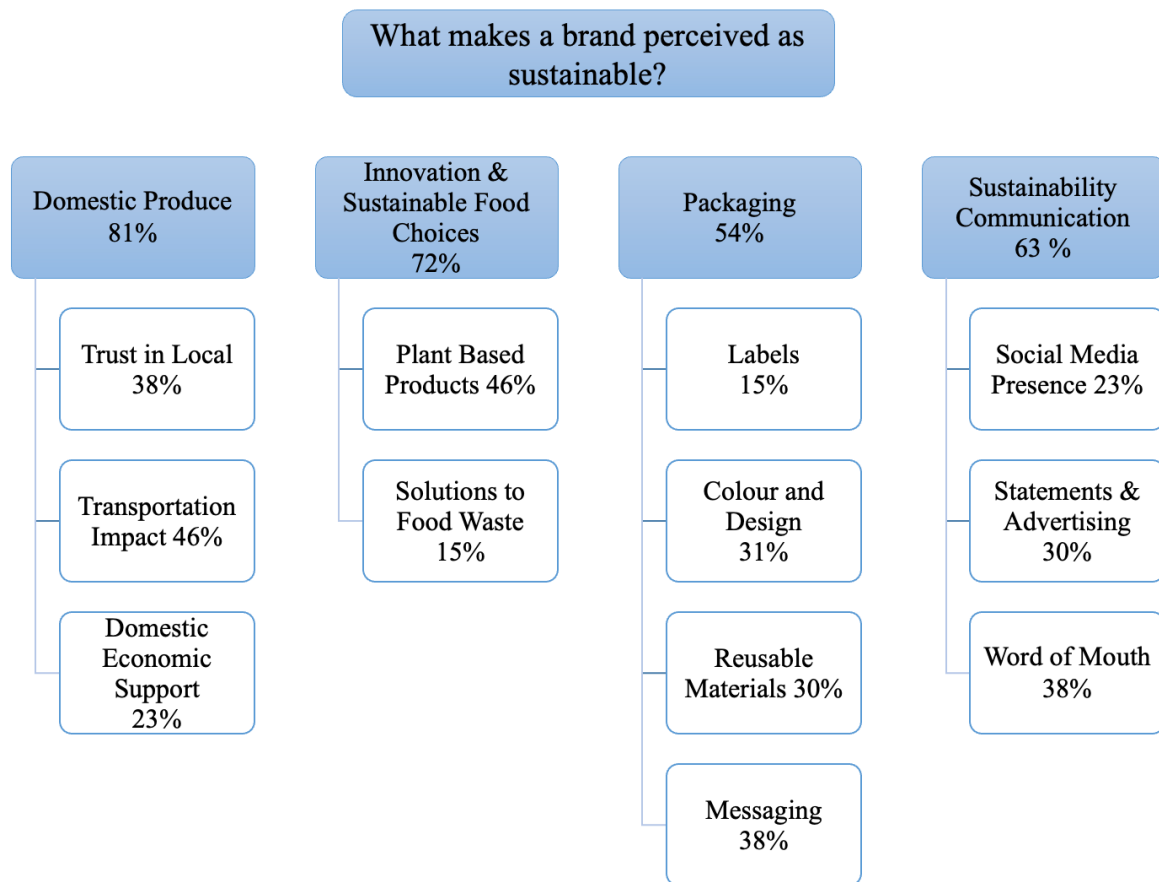 What makes a brand perceived as
sustainable?
Domestic Produce
81%
Trust in Local
38%
Transportation
Impact 46%
Domestic
Economic
Support
23%
Innovation &
Sustainable Food
Choices
72%
Plant Based
Products 46%
Solutions to
Food Waste
15%
Packaging
54%
Labels
15%
Colour and
Design
31%
Reusable
Materials 30%
Messaging
38%
Sustainability
Communication
63 %
Social Media
Presence 23%
Statements &
Advertising
30%
Word of Mouth
38%